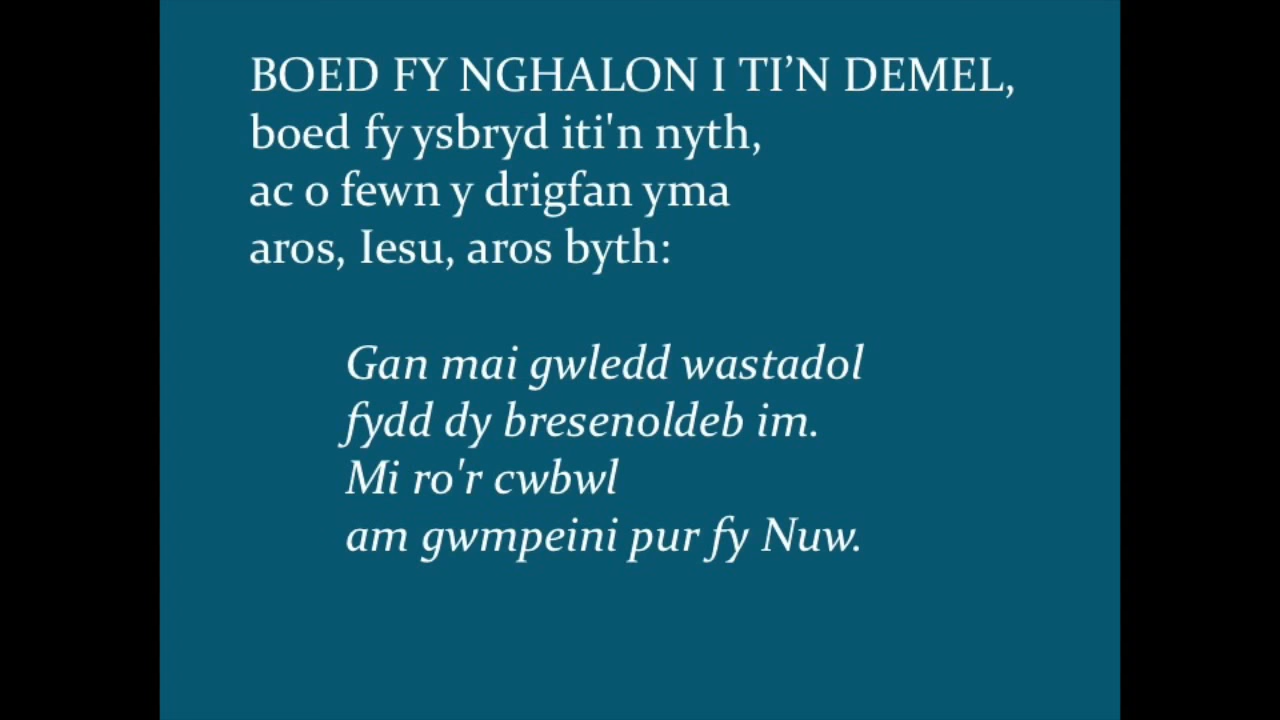 BOED FY NGHALON I TI’N DEMEL,
boed fy ysbryd iti'n nyth,
ac o fewn y drigfan yma
aros, Iesu, aros byth:
Gan mai gwledd wastadol
fydd dy bresenoldeb im.
Mi ro'r cwbwl
am gwmpeini pur fy Nuw.